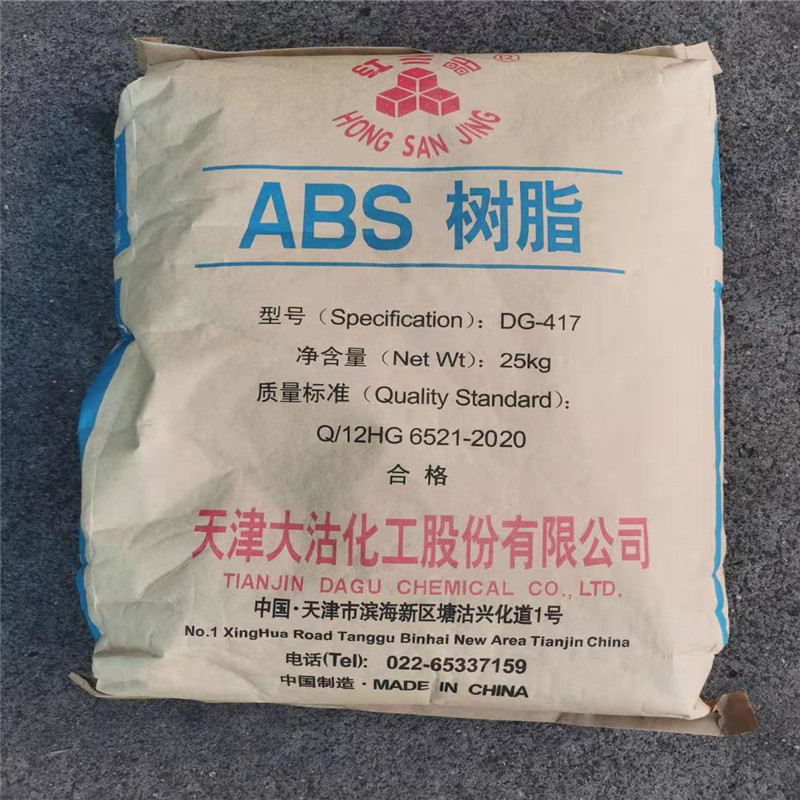 红三晶®
HONG SAN JING
ABS 树脂
型号（Specification）：DG-417
净含量（Net Wt）：25kg
质量标准（Quality Standard）：
Q/12HG 6521-2020
合 格
天津大沽化工股份有限公司
TIANJIN DAGU CHEMICAL CO., LTD.
中国·天津市滨海新区塘沽兴化道1号
No.1 XingHua Road Tanggu Binhai New Area Tianjin China
电话(Tel): 022-65337159
中国制造·MADE IN CHINA